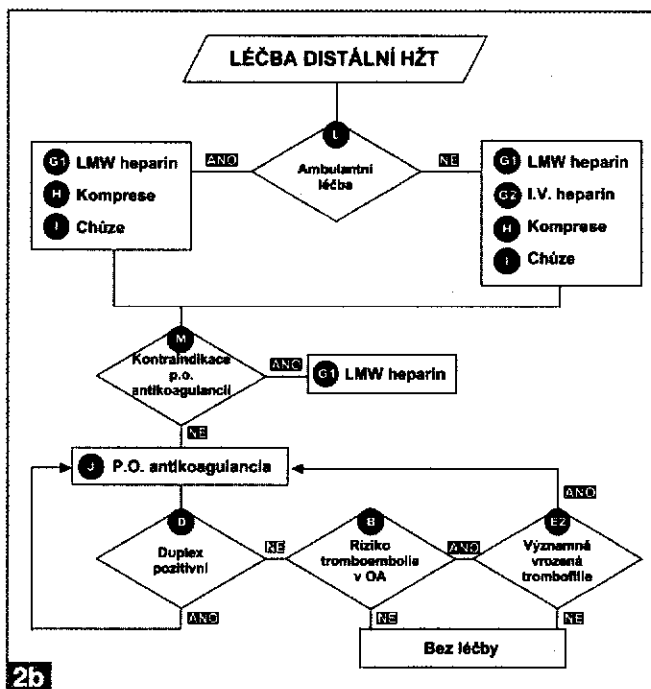 LÉČBA DISTÁLNÍ HŽT
L
Ambulantní
léčba
ANO
NE
G1 LMW heparin
H Komprese
I Chůze
G1 LMW heparin
G2 I.V. heparin
H Komprese
I Chůze
M
Kontraindikace
p.o.
antikoagulancií
ANO
G1 LMW heparin
NE
J P.O. antikoagulancia
D
Duplex
pozitivní
NE
ANO
B
Riziko
tromboembolie
v OA
ANO
NE
E2
Významná
vrozená
trombofilie
ANO
NE
Bez léčby
2b